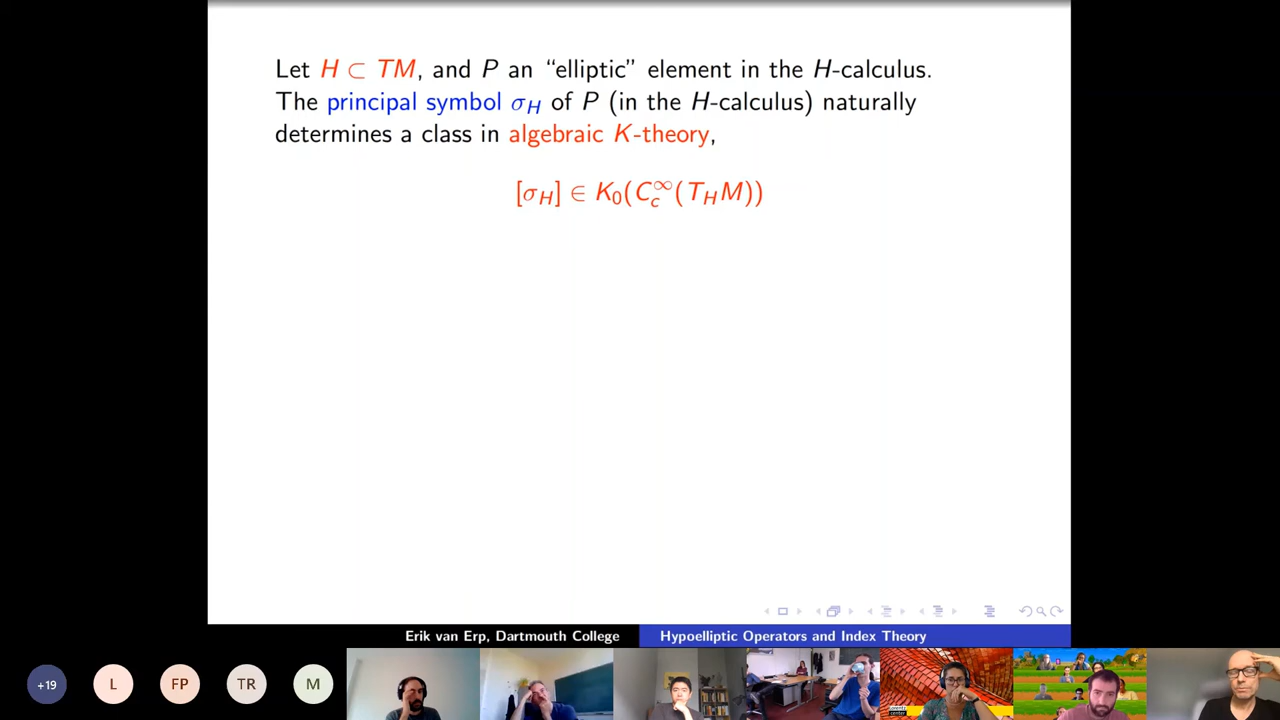 Let H ⊂ TM, and P an “elliptic” element in the H-calculus.
The principal symbol σ_H of P (in the H-calculus) naturally
determines a class in algebraic K-theory,
[σ_H] ∈ K_0(C_c^∞(T_H M))
Erik van Erp, Dartmouth College
Hypoelliptic Operators and Index Theory
+19
L
FP
TR
M